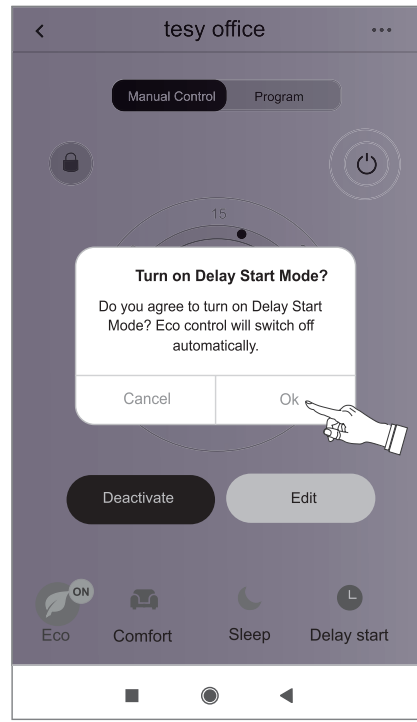 tesy office
Manual Control Program
15
Turn on Delay Start Mode?
Do you agree to turn on Delay Start
Mode? Eco control will switch off
automatically.
Cancel Ok
Deactivate Edit
ON
Eco Comfort Sleep Delay start